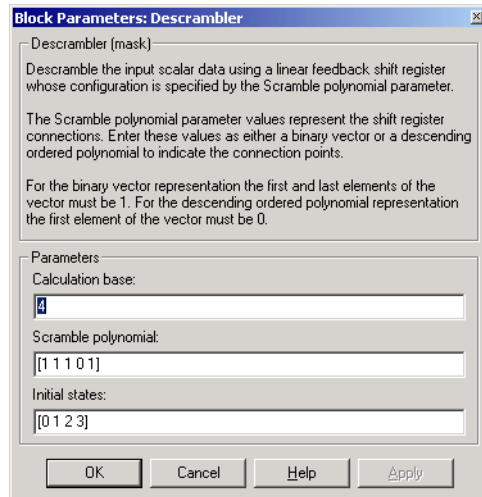 Block Parameters: Descrambler
Descrambler (mask)
Descramble the input scalar data using a linear feedback shift register
whose configuration is specified by the Scramble polynomial parameter.
The Scramble polynomial parameter values represent the shift register
connections. Enter these values as either a binary vector or a descending
ordered polynomial to indicate the connection points.
For the binary vector representation the first and last elements of the
vector must be 1. For the descending ordered polynomial representation
the first element of the vector must be 0.
Parameters
Calculation base:
4
Scramble polynomial:
[1 1 1 0 1]
Initial states:
[0 1 2 3]
OK Cancel Help Apply